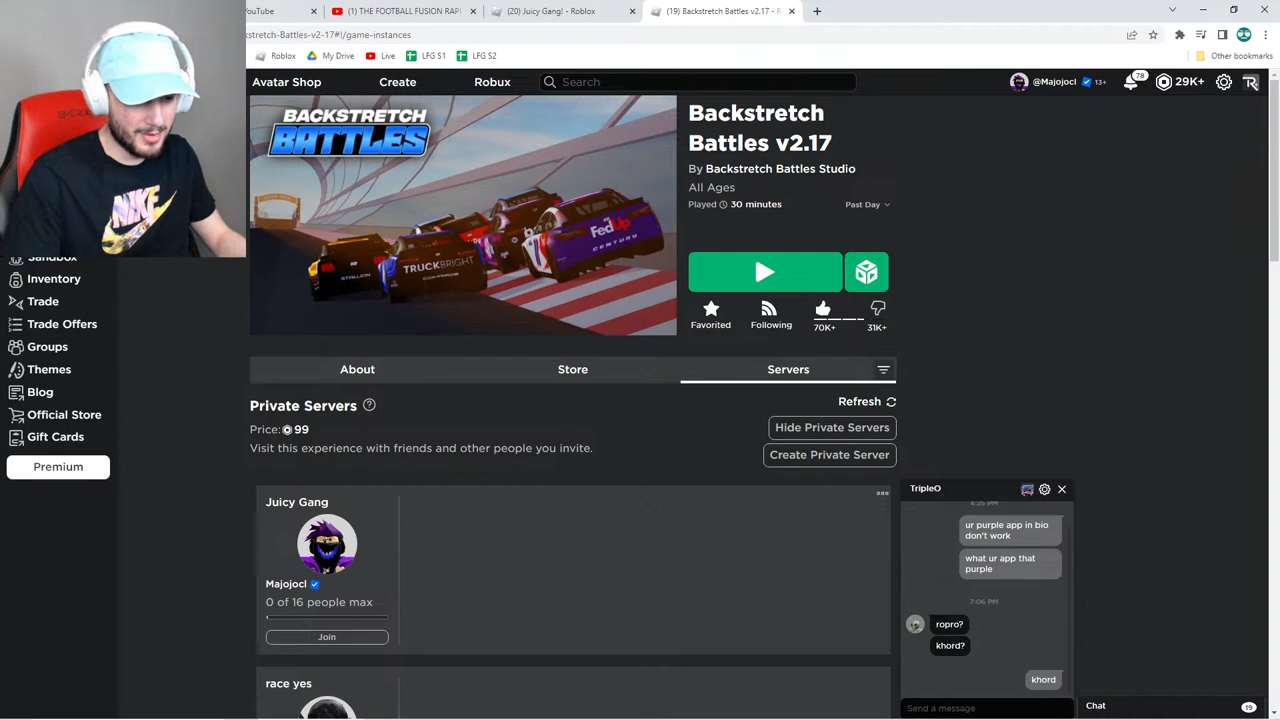 YouTube
(1) THE FOOTBALL FUSION RAP!
(20) Juicy Gang! - Roblox
(19) Backstretch Battles v2.17 - R
stretch-Battles-v2-17#!/game-instances
Roblox
My Drive
Live
LFG S1
LFG S2
Other bookmarks
Avatar Shop
Create
Robux
Search
@Majojocl
13+
78
29K+
Inventory
Trade
Trade Offers
Groups
Themes
Blog
Official Store
Gift Cards
Premium
BACKSTRETCH
BATTLES
STALLION
TRUCKBRIGHT
FedUp
CENTURY
Backstretch
Battles v2.17
By Backstretch Battles Studio
All Ages
Played 30 minutes
Past Day
Favorited
Following
70K+
31K+
About
Store
Servers
Private Servers
Refresh
Price: 99
Visit this experience with friends and other people you invite.
Hide Private Servers
Create Private Server
Juicy Gang
Majojocl
0 of 16 people max
Join
race yes
TripleO
4:25 PM
ur purple app in bio
don't work
what ur app that
purple
7:06 PM
ropro?
khord?
khord
Send a message
Chat
19